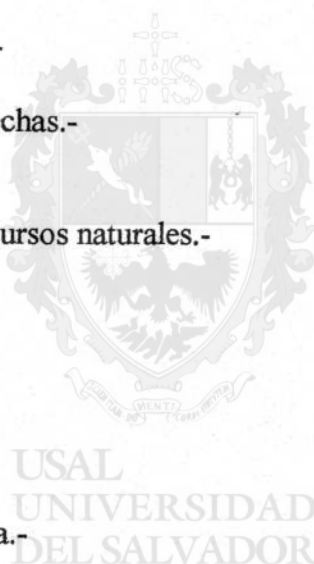 .-
chas.-
ursos naturales.-
USAL
UNIVERSIDAD
a.-
DEL SALVADOR